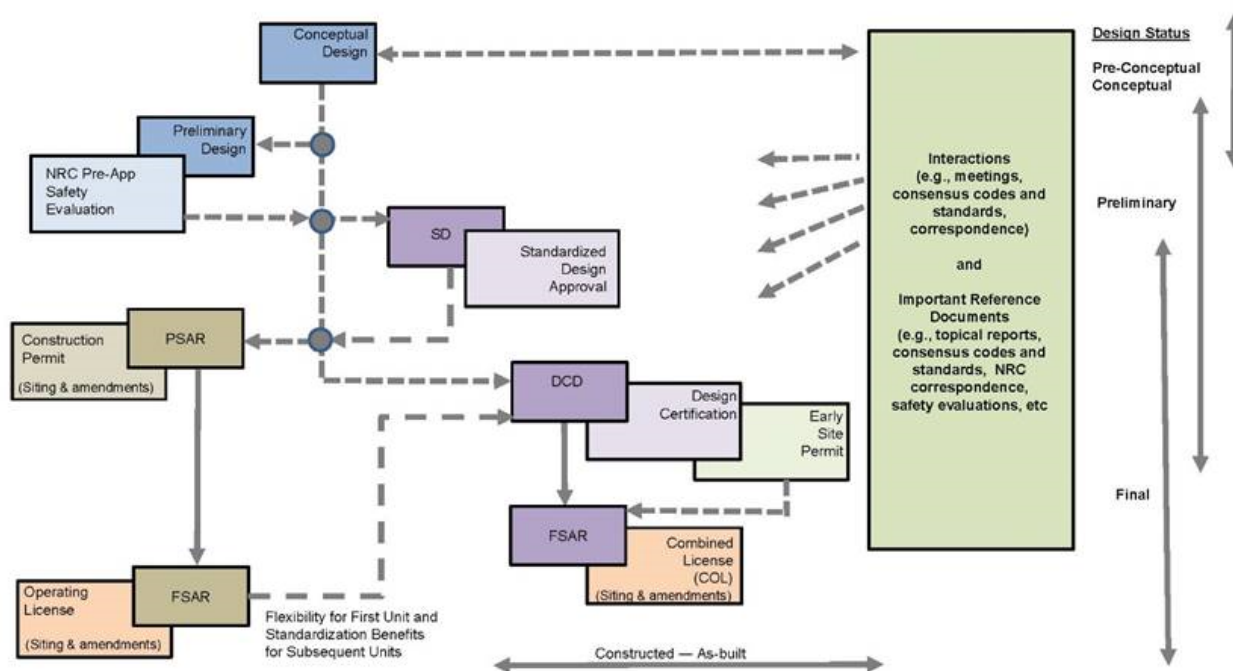 Conceptual
Design
Design Status
Pre-Conceptual
Conceptual
Preliminary
Design
NRC Pre-App
Safety
Evaluation
SD
Standardized
Design
Approval
Interactions
(e.g., meetings,
consensus codes and
standards,
correspondence)
and
Important Reference
Documents
(e.g., topical reports,
consensus codes and
standards, NRC
correspondence,
safety evaluations, etc
Preliminary
Construction
Permit
(Siting & amendments)
PSAR
DCD
Design
Certification
Early
Site
Permit
Final
FSAR
Combined
License
(COL)
(Siting & amendments)
Operating
License
(Siting & amendments)
FSAR
Flexibility for First Unit and
Standardization Benefits
for Subsequent Units
Constructed — As-built